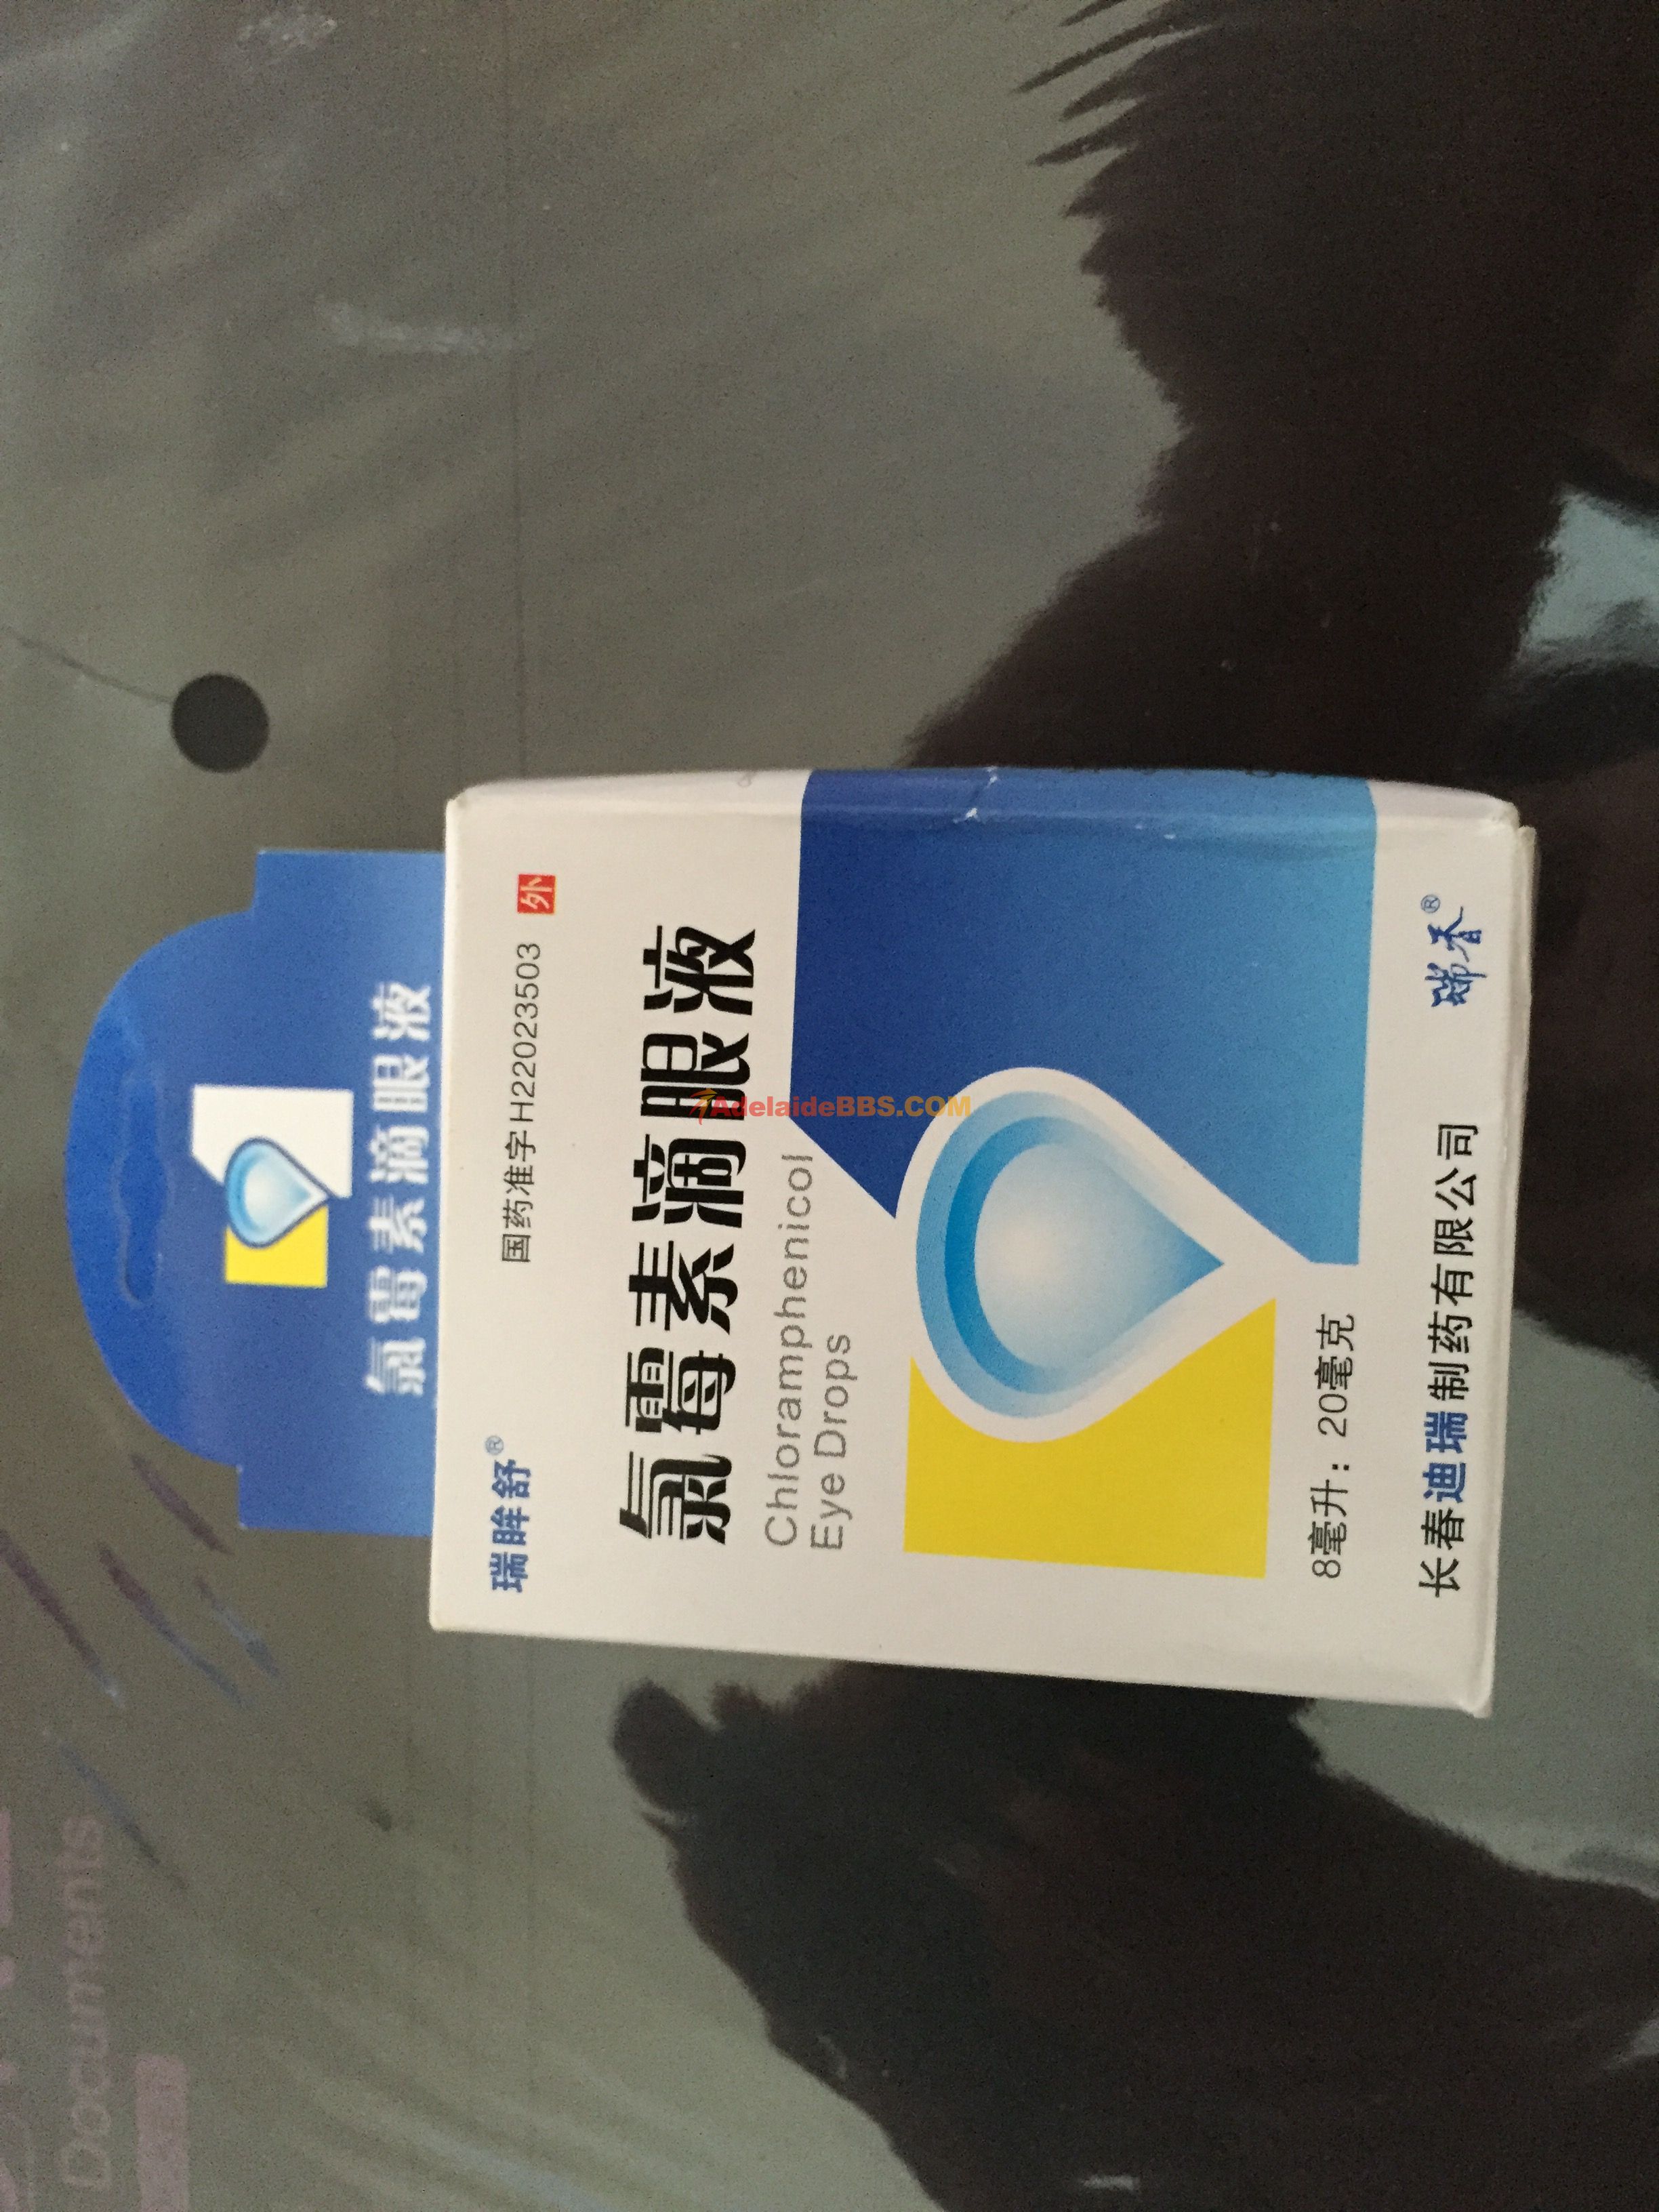 氯霉素滴眼液
瑞眸舒®
国药准字H22023503 外
氯霉素滴眼液
Chloramphenicol
Eye Drops
8毫升：20毫克
长春迪瑞制药有限公司
AdelaideBBS.COM
Documents